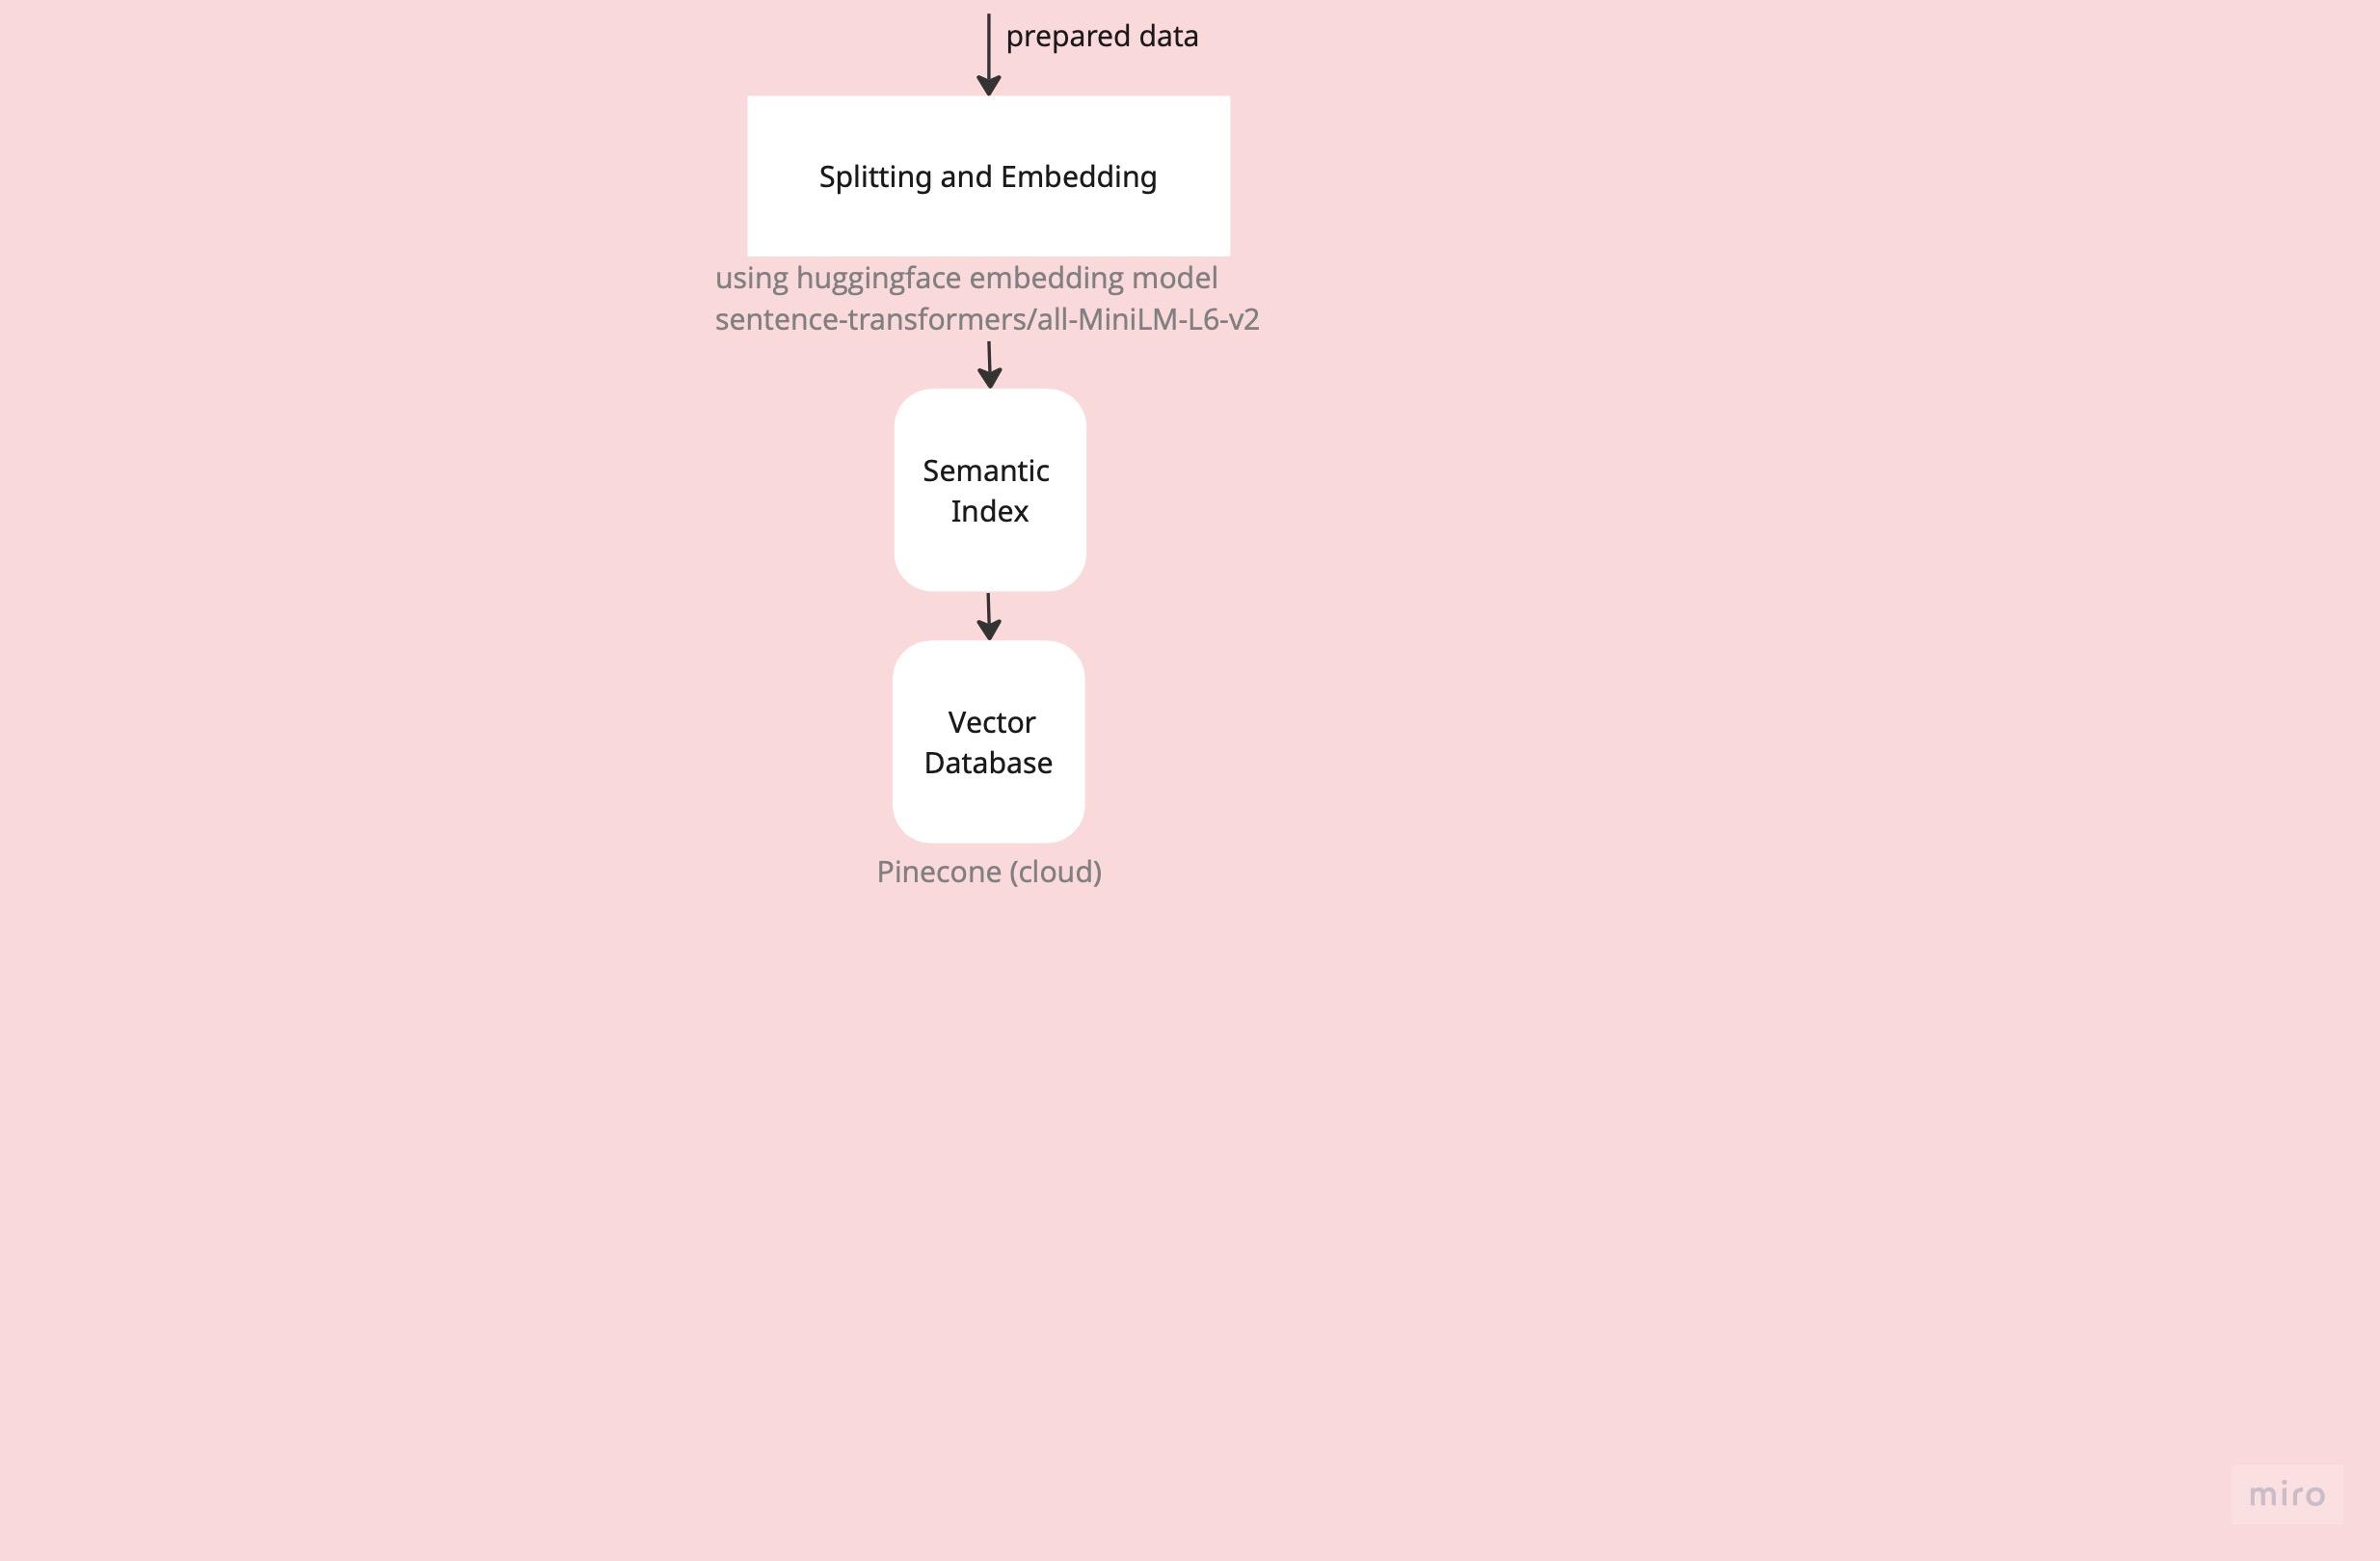 prepared data
Splitting and Embedding
using huggingface embedding model
sentence-transformers/all-MiniLM-L6-v2
Semantic
Index
Vector
Database
Pinecone (cloud)
miro